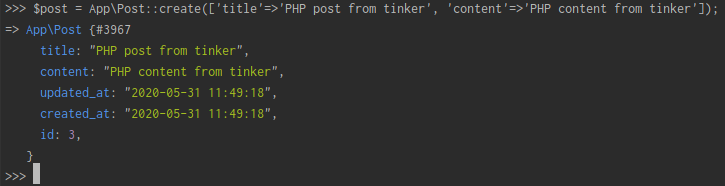 >>> $post = App\Post::create(['title'=>'PHP post from tinker', 'content'=>'PHP content from tinker']);
=> App\Post {#3967
title: "PHP post from tinker",
content: "PHP content from tinker",
updated_at: "2020-05-31 11:49:18",
created_at: "2020-05-31 11:49:18",
id: 3,
}
>>>